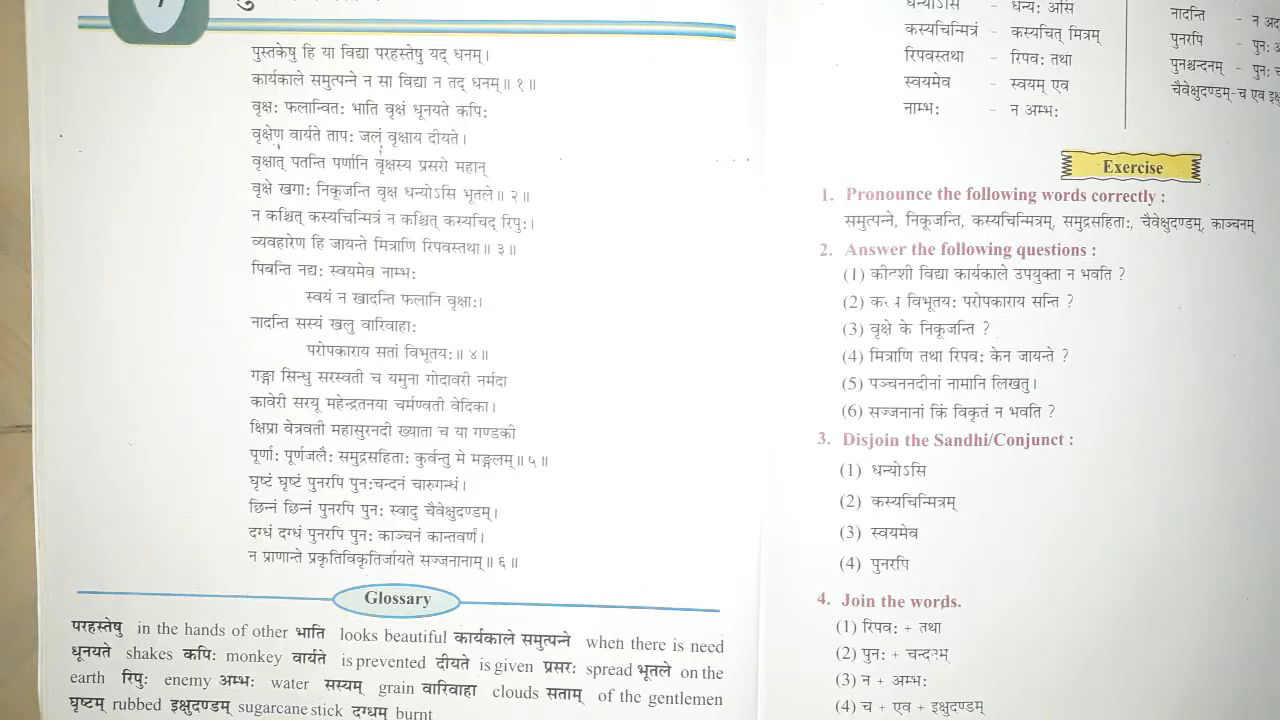 7
पुस्तकेषु हि या विद्या परहस्तेषु यद् धनम्।
कार्यकाले समुत्पन्ने न सा विद्या न तद् धनम्॥ १॥
वृक्षः फलान्वितः भाति वृक्षं धूनयते कपिः
वृक्षेण वार्यते तापः जलं वृक्षाय दीयते।
वृक्षात् पतन्ति पर्णानि वृक्षस्य प्रसरो महान्
वृक्षे खगाः निकूजन्ति वृक्ष धन्योऽसि भूतले॥ २॥
न कश्चित् कस्यचिन्मित्रं न कश्चित् कस्यचिद् रिपुः।
व्यवहारेण हि जायन्ते मित्राणि रिपवस्तथा॥ ३॥
पिबन्ति नद्यः स्वयमेव नाम्भः
स्वयं न खादन्ति फलानि वृक्षाः।
नादन्ति सस्यं खलु वारिवाहाः
परोपकाराय सतां विभूतयः॥ ४॥
गङ्गा सिन्धु सरस्वती च यमुना गोदावरी नर्मदा
कावेरी सरयू महेन्द्रतनया चर्मण्वती वेदिका।
क्षिप्रा वेत्रवती महासुरनदी ख्याता च या गण्डकी
पूर्णाः पूर्णजलैः समुद्रसहिताः कुर्वन्तु मे मङ्गलम्॥ ५॥
घृष्टं घृष्टं पुनरपि पुनःचन्दनं चारुगन्धं।
छिन्नं छिन्नं पुनरपि पुनः स्वादु चैवेक्षुदण्डम्।
दग्धं दग्धं पुनरपि पुनः काञ्चनं कान्तवर्णं।
न प्राणान्ते प्रकृतिविकृतिर्जायते सज्जनानाम्॥ ६॥
Glossary
परहस्तेषु in the hands of other भाति looks beautiful कार्यकाले समुत्पन्ने when there is need
धूनयते shakes कपिः monkey वार्यते is prevented दीयते is given प्रसरः spread भूतले on the
earth रिपुः enemy अम्भः water सस्यम् grain वारिवाहा clouds सताम् of the gentlemen
घृष्टम् rubbed इक्षुदण्डम् sugarcane stick दग्धम् burnt
धन्योऽसि - धन्यः असि
कस्यचिन्मित्रं - कस्यचित् मित्रम्
रिपवस्तथा - रिपवः तथा
स्वयमेव - स्वयम् एव
नाम्भः - न अम्भः
नादन्ति - न
पुनरपि - पुनः
पुनश्चन्दनम् - पुनः
चैवेक्षुदण्डम्-च एव
Exercise
1. Pronounce the following words correctly :
समुत्पन्ने, निकूजन्ति, कस्यचिन्मित्रम्, समुद्रसहिताः, चैवेक्षुदण्डम्, काञ्चनम्
2. Answer the following questions :
(1) कीदृशी विद्या कार्यकाले उपयुक्ता न भवति ?
(2) विभूतयः परोपकाराय सन्ति ?
(3) वृक्षे के निकूजन्ति ?
(4) मित्राणि तथा रिपवः केन जायन्ते ?
(5) पञ्चननदीनां नामानि लिखतु।
(6) सज्जनानां किं विकृतं न भवति ?
3. Disjoin the Sandhi/Conjunct :
(1) धन्योऽसि
(2) कस्यचिन्मित्रम्
(3) स्वयमेव
(4) पुनरपि
4. Join the words.
(1) रिपवः + तथा
(2) पुनः + चन्दनम्
(3) न + अम्भः
(4) च + एव + इक्षुदण्डम्